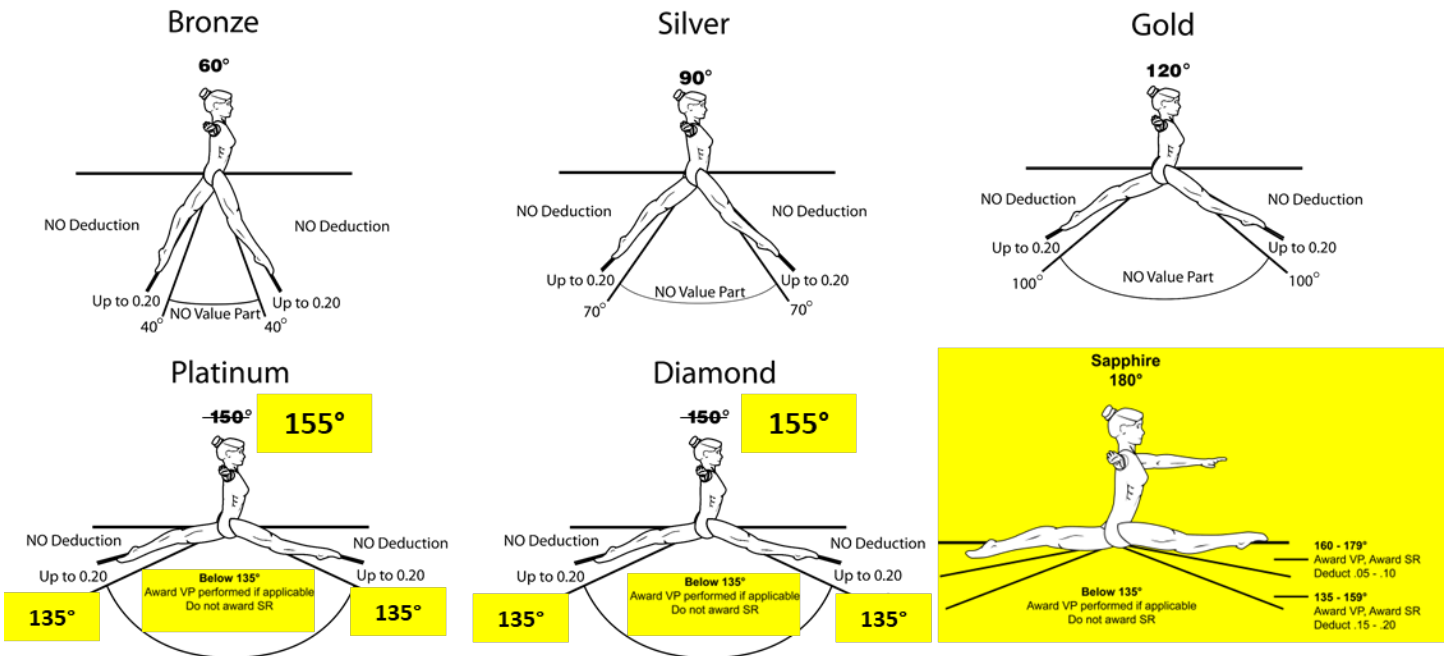 Bronze
60°
NO Deduction
NO Deduction
Up to 0.20
Up to 0.20
NO Value Part
40°
40°
Silver
90°
NO Deduction
NO Deduction
Up to 0.20
Up to 0.20
NO Value Part
70°
70°
Gold
120°
NO Deduction
NO Deduction
Up to 0.20
Up to 0.20
NO Value Part
100°
100°
Platinum
150°
155°
NO Deduction
NO Deduction
Up to 0.20
Up to 0.20
Below 135°
Award VP performed if applicable
Do not award SR
135°
135°
Diamond
150°
155°
NO Deduction
NO Deduction
Up to 0.20
Up to 0.20
Below 135°
Award VP performed if applicable
Do not award SR
135°
135°
Sapphire
180°
160 - 179°
Award VP, Award SR
Deduct .05 - .10
135 - 159°
Award VP, Award SR
Deduct .15 - .20
Below 135°
Award VP performed if applicable
Do not award SR